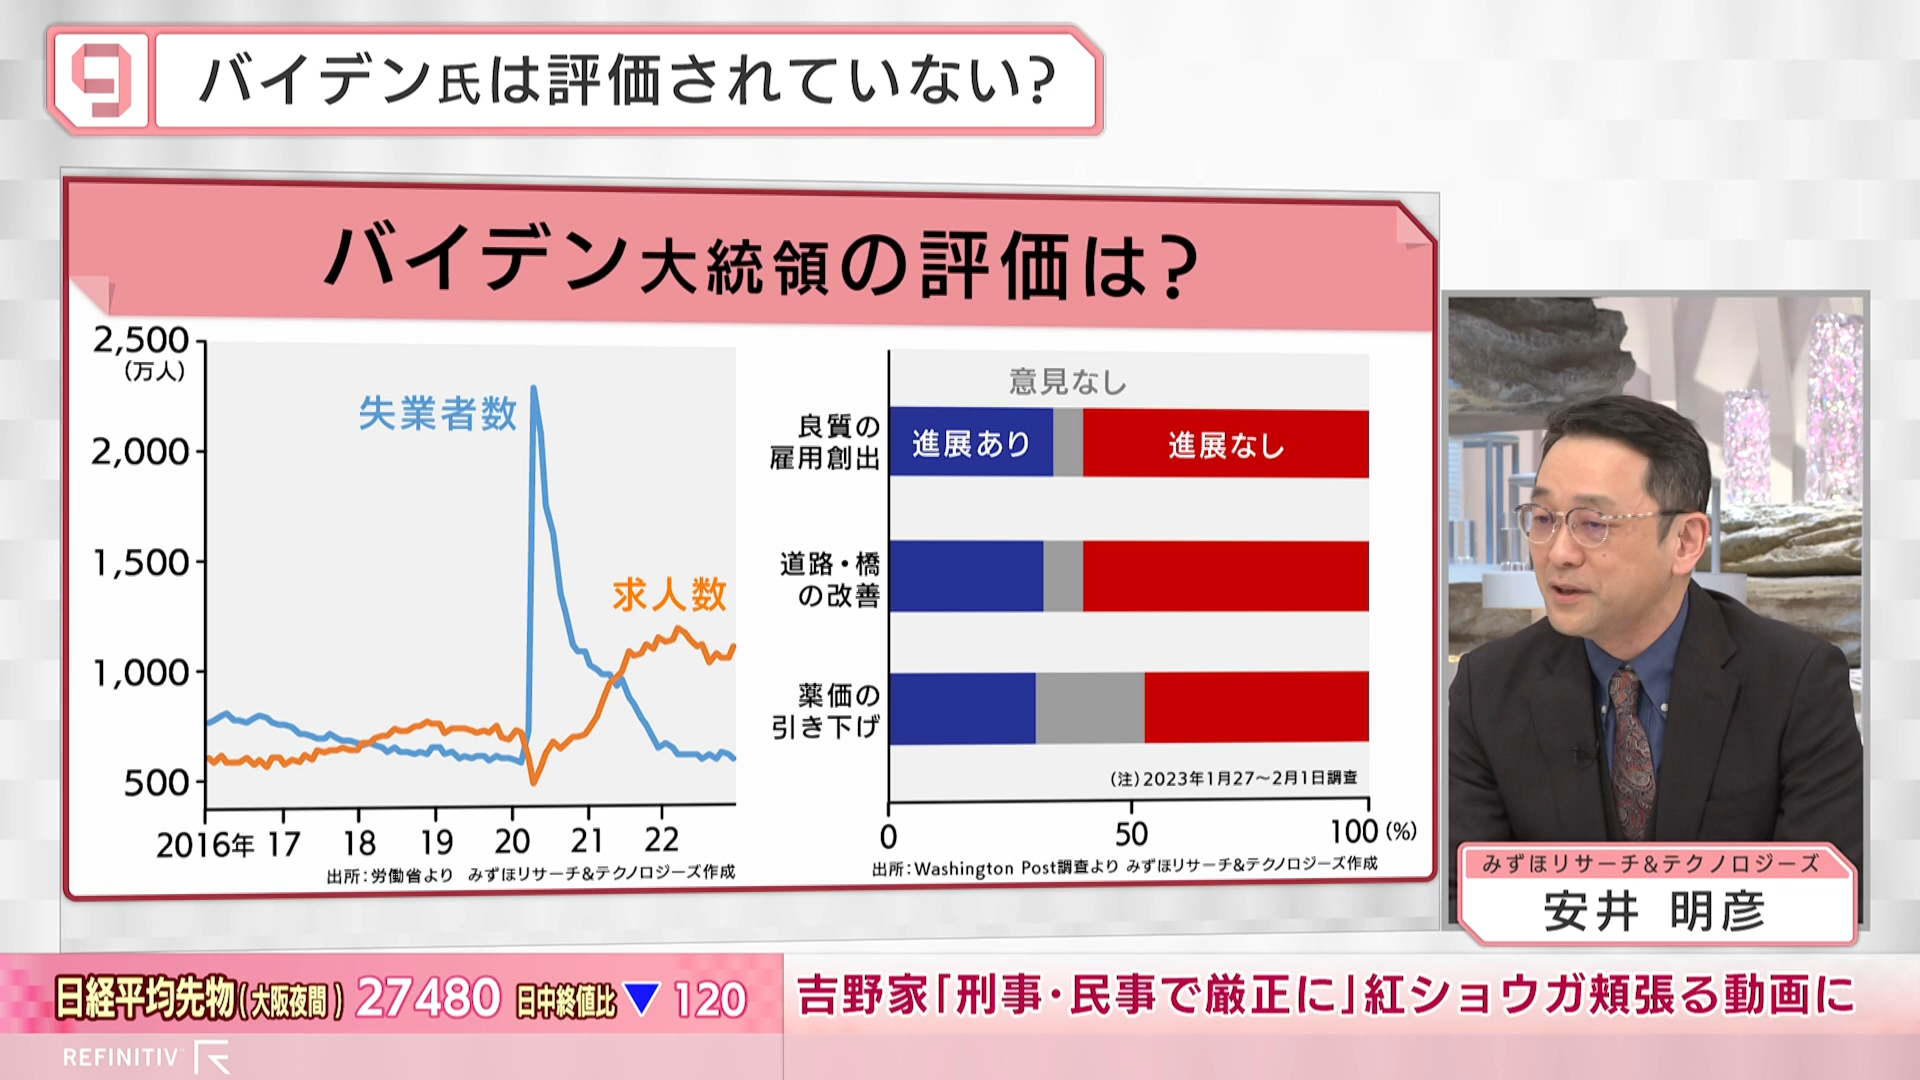 9
バイデン氏は評価されていない?
バイデン大統領の評価は?
2,500
(万人)
2,000
1,500
1,000
500
失業者数
求人数
2016年 17 18 19 20 21 22
出所:労働省より みずほリサーチ&テクノロジーズ作成
意見なし
良質の
雇用創出
進展あり
進展なし
道路・橋
の改善
薬価の
引き下げ
(注)2023年1月27~2月1日調査
0 50 100 (%)
出所:Washington Post調査より みずほリサーチ&テクノロジーズ作成
みずほリサーチ&テクノロジーズ
安井 明彦
日経平均先物(大阪夜間) 27480 日中終値比▼120
吉野家「刑事・民事で厳正に」紅ショウガ頬張る動画に
REFINITIV